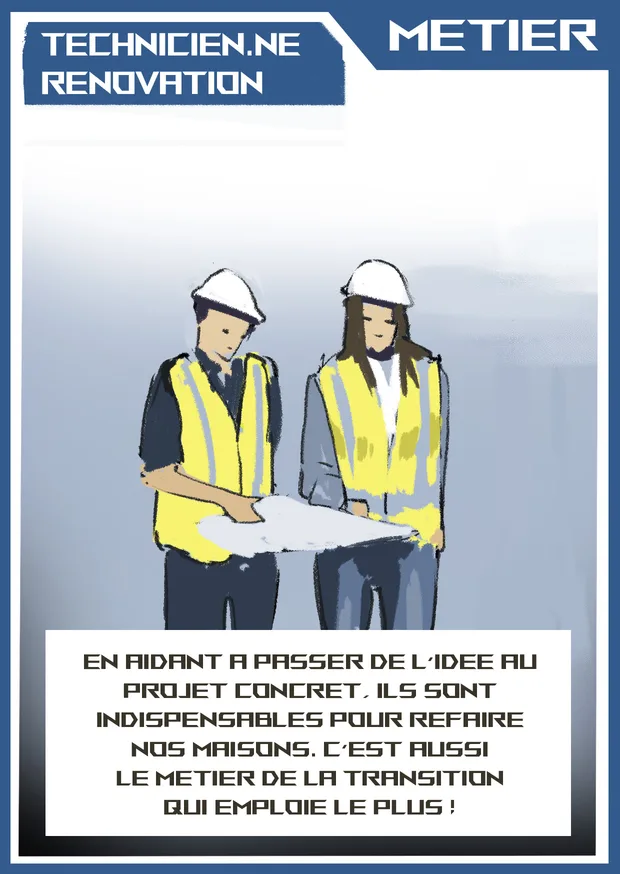 TECHNICIEN.NE
RENOVATION
METIER
EN AIDANT A PASSER DE L'IDEE AU
PROJET CONCRET, ILS SONT
INDISPENSABLES POUR REFAIRE
NOS MAISONS. C'EST AUSSI
LE METIER DE LA TRANSITION
QUI EMPLOIE LE PLUS !